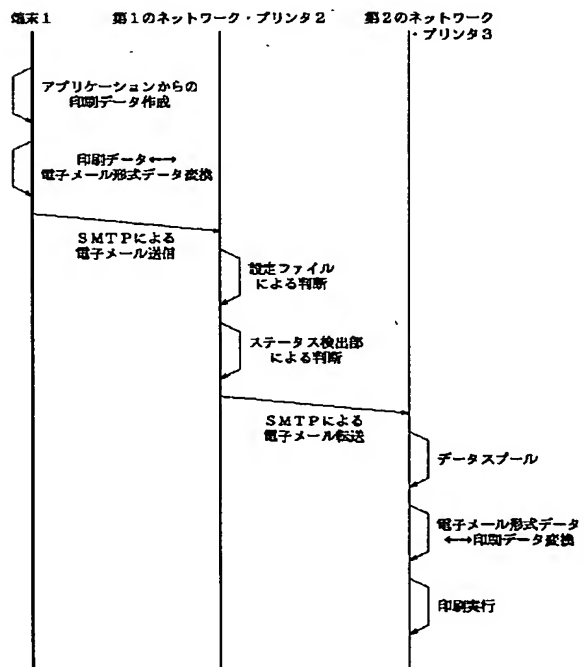 端末1
第1のネットワーク・プリンタ2
第2のネットワーク
・プリンタ3
アプリケーションからの
印刷データ作成
印刷データ←→
電子メール形式データ変換
SMTPによる
電子メール送信
設定ファイル
による判断
ステータス検出部
による判断
SMTPによる
電子メール転送
データスプール
電子メール形式データ
←→印刷データ変換
印刷実行